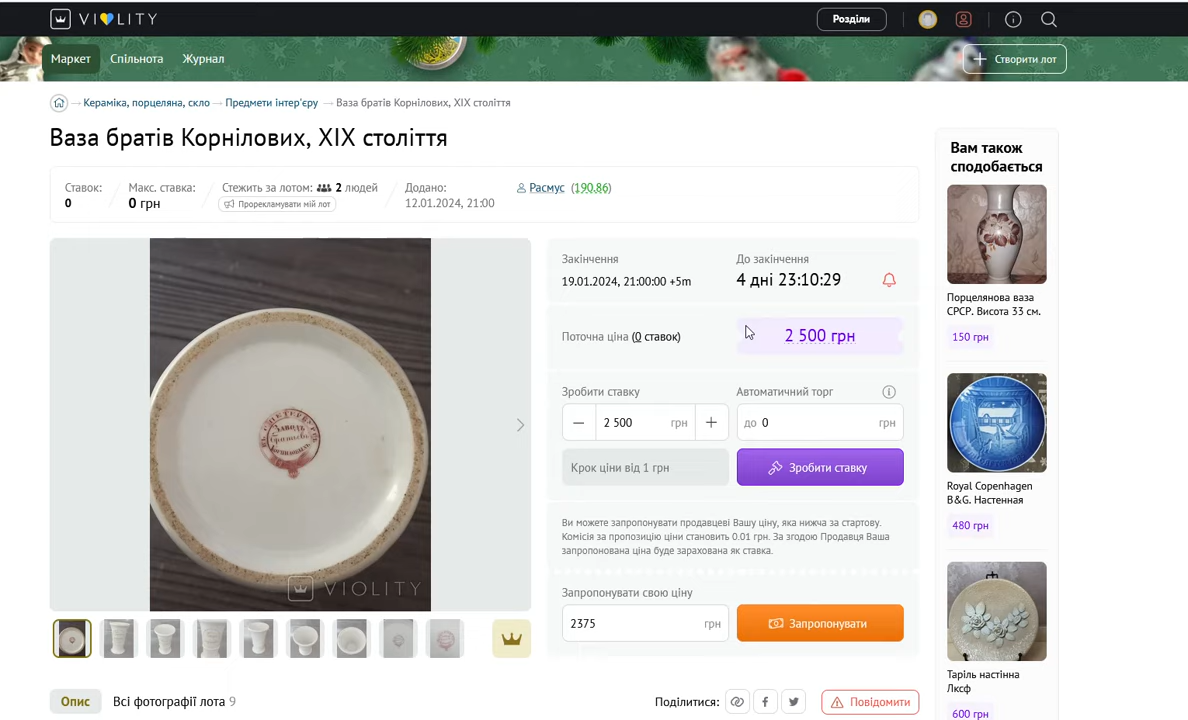 VIOLITY
Розділи
Маркет
Спільнота
Журнал
Створити лот
Кераміка, порцеляна, скло → Предмети інтер'єру → Ваза братів Корнілових, XIX століття
Ваза братів Корнілових, XIX століття
Ставок:
0
Макс. ставка:
0 грн
Стежить за лотом: 2 людей
Прорекламувати мій лот
Додано:
12.01.2024, 21:00
Расмус (190.86)
VIOLITY
Закінчення
19.01.2024, 21:00:00 +5m
До закінчення
4 дні 23:10:29
Поточна ціна (0 ставок)
2 500 грн
Зробити ставку
2 500 грн
Крок ціни від 1 грн
Автоматичний торг
до 0 грн
Зробити ставку
Ви можете запропонувати продавцеві Вашу ціну, яка нижча за стартову.
Комісія за пропозицію ціни становить 0.01 грн. За згодою Продавця Ваша
запропонована ціна буде зарахована як ставка.
Запропонувати свою ціну
2375 грн
Запропонувати
Опис
Всі фотографії лота 9
Поділитися:
Повідомити
Вам також
сподобається
Порцелянова ваза
СРСР. Висота 33 см.
150 грн
Royal Copenhagen
B&G. Настенная
480 грн
Таріль настінна
Лксф
600 грн